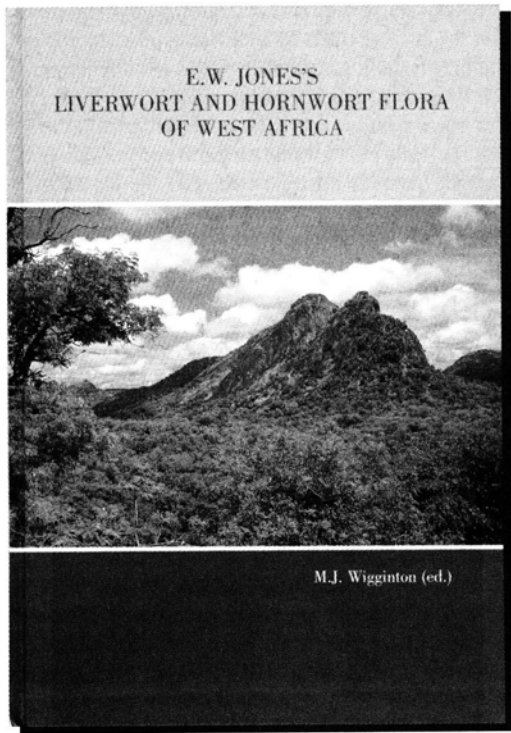 E.W. JONES'S
LIVERWORT AND HORNWORT FLORA
OF WEST AFRICA
M.J. Wigginton (ed.)